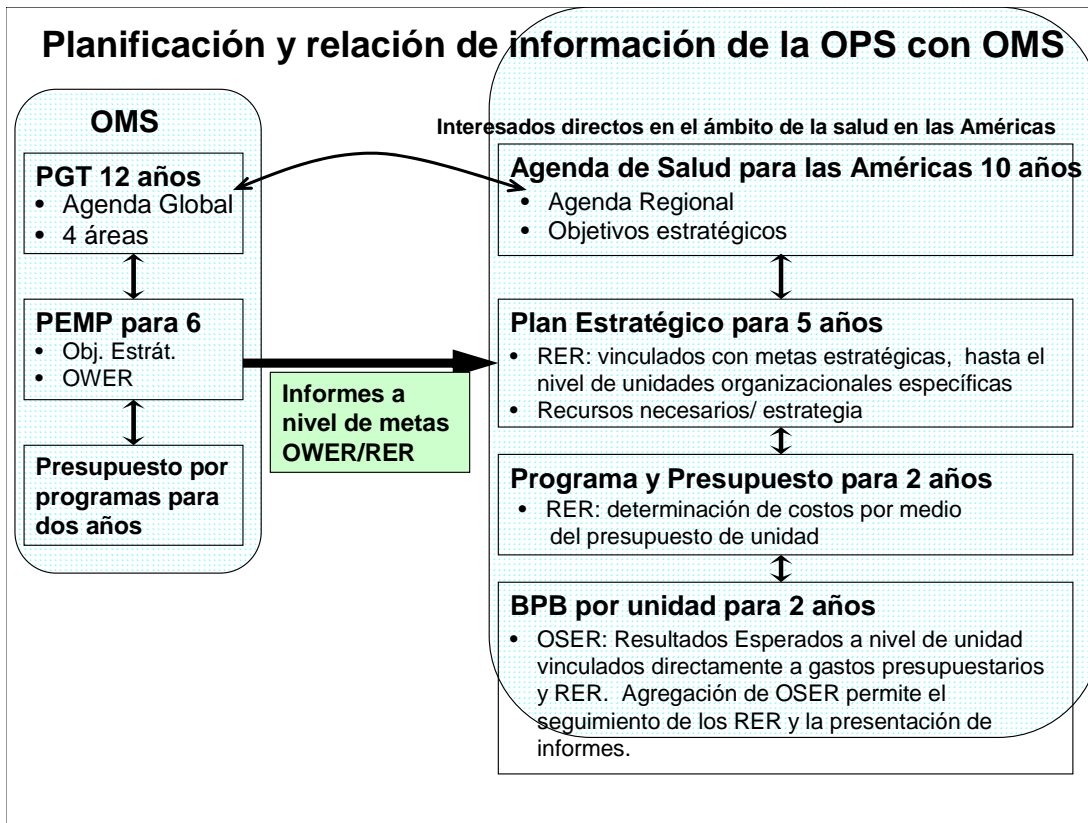 Planificación y relación de información de la OPS con OMS
OMS
PGT 12 años
• Agenda Global
• 4 áreas
PEMP para 6
• Obj. Estrát.
• OWER
Presupuesto por
programas para
dos años
Informes a
nivel de metas
OWER/RER
Interesados directos en el ámbito de la salud en las Américas
Agenda de Salud para las Américas 10 años
• Agenda Regional
• Objetivos estratégicos
Plan Estratégico para 5 años
• RER: vinculados con metas estratégicas, hasta el
nivel de unidades organizacionales específicas
• Recursos necesarios/ estrategia
Programa y Presupuesto para 2 años
• RER: determinación de costos por medio
del presupuesto de unidad
BPB por unidad para 2 años
• OSER: Resultados Esperados a nivel de unidad
vinculados directamente a gastos presupuestarios
y RER. Agregación de OSER permite el
seguimiento de los RER y la presentación de
informes.